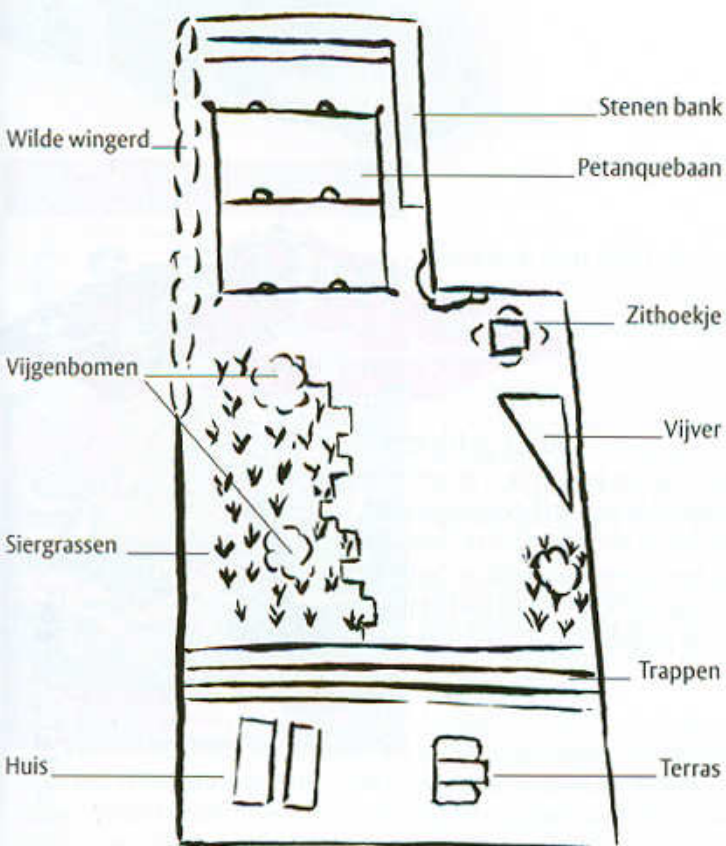 Stenen bank
Wilde wingerd
Petanquebaan
Zithoekje
Vijgenbomen
Vijver
Siergrassen
Trappen
Huis
Terras